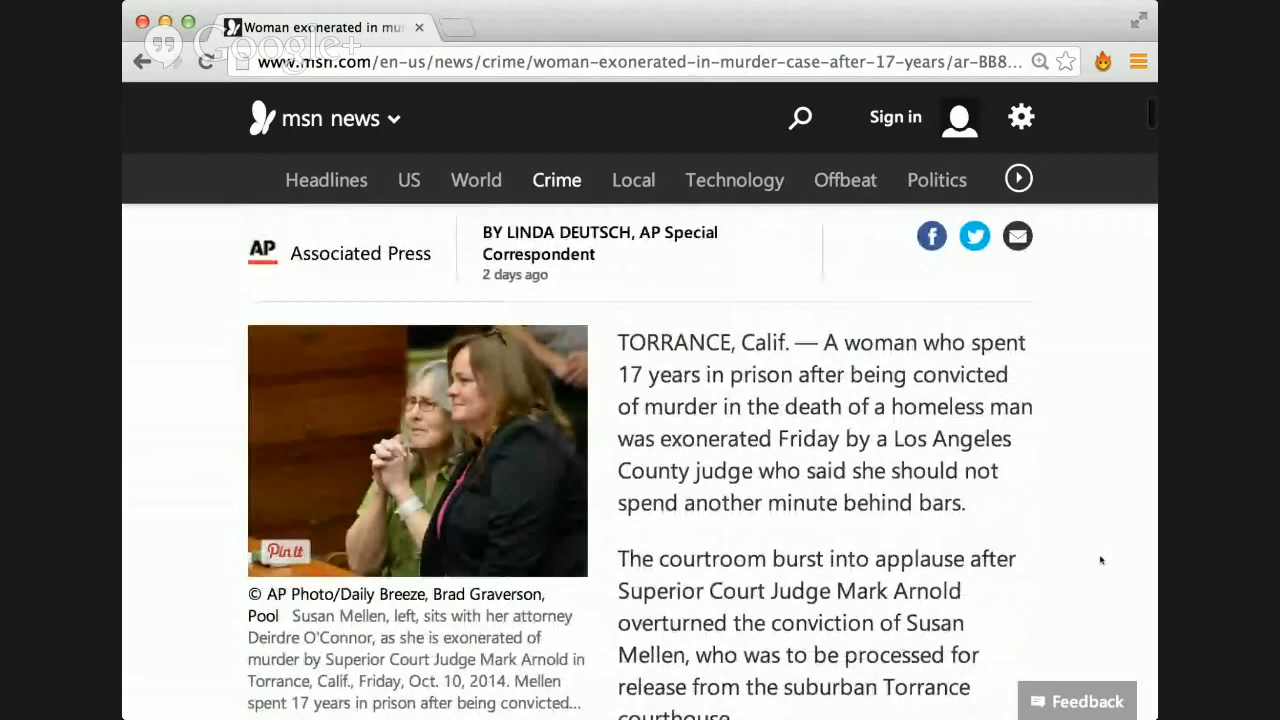 Woman exonerated in mur
Google+
www.msn.com/en-us/news/crime/woman-exonerated-in-murder-case-after-17-years/ar-BB8...
msn news
Sign in
Headlines US World Crime Local Technology Offbeat Politics
AP Associated Press
BY LINDA DEUTSCH, AP Special
Correspondent
2 days ago
Pin it
© AP Photo/Daily Breeze, Brad Graverson,
Pool Susan Mellen, left, sits with her attorney
Deirdre O'Connor, as she is exonerated of
murder by Superior Court Judge Mark Arnold in
Torrance, Calif., Friday, Oct. 10, 2014. Mellen
spent 17 years in prison after being convicted...
TORRANCE, Calif. — A woman who spent
17 years in prison after being convicted
of murder in the death of a homeless man
was exonerated Friday by a Los Angeles
County judge who said she should not
spend another minute behind bars.
The courtroom burst into applause after
Superior Court Judge Mark Arnold
overturned the conviction of Susan
Mellen, who was to be processed for
release from the suburban Torrance
courthouse.
Feedback